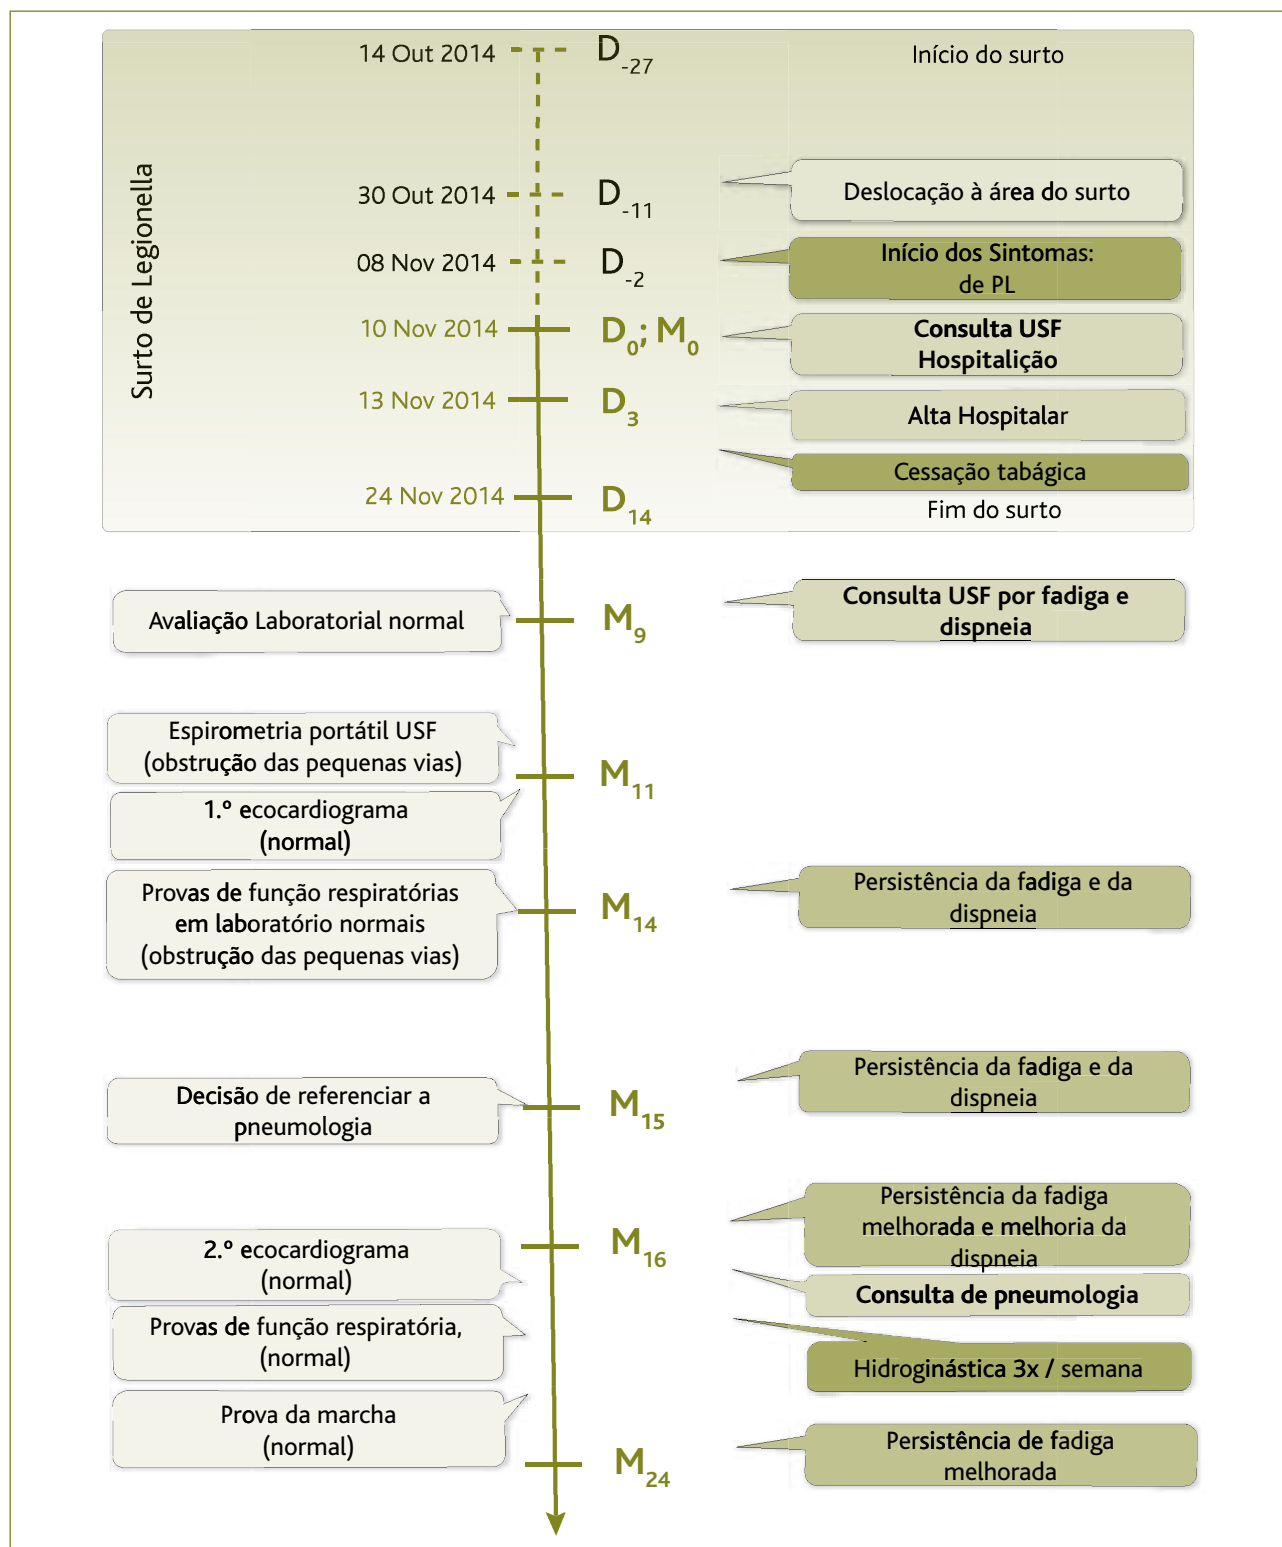 14 Out 2014 D-27 Início do surto
Surto de Legionella
30 Out 2014 D-11 Deslocação à área do surto
08 Nov 2014 D-2 Início dos Sintomas:
de PL
10 Nov 2014 D0; M0 Consulta USF
Hospitalição
13 Nov 2014 D3 Alta Hospitalar
Cessação tabágica
24 Nov 2014 D14 Fim do surto
Avaliação Laboratorial normal M9 Consulta USF por fadiga e
dispneia
Espirometria portátil USF
(obstrução das pequenas vias)
M11
1.º ecocardiograma
(normal)
Provas de função respiratórias
em laboratório normais
(obstrução das pequenas vias)
M14
Persistência da fadiga e da
dispneia
Decisão de referenciar a
pneumologia
M15
Persistência da fadiga e da
dispneia
Persistência da fadiga
melhorada e melhoria da
dispneia
M16
2.º ecocardiograma
(normal)
Consulta de pneumologia
Provas de função respiratória,
(normal)
Hidroginástica 3x / semana
Prova da marcha
(normal)
M24
Persistência de fadiga
melhorada